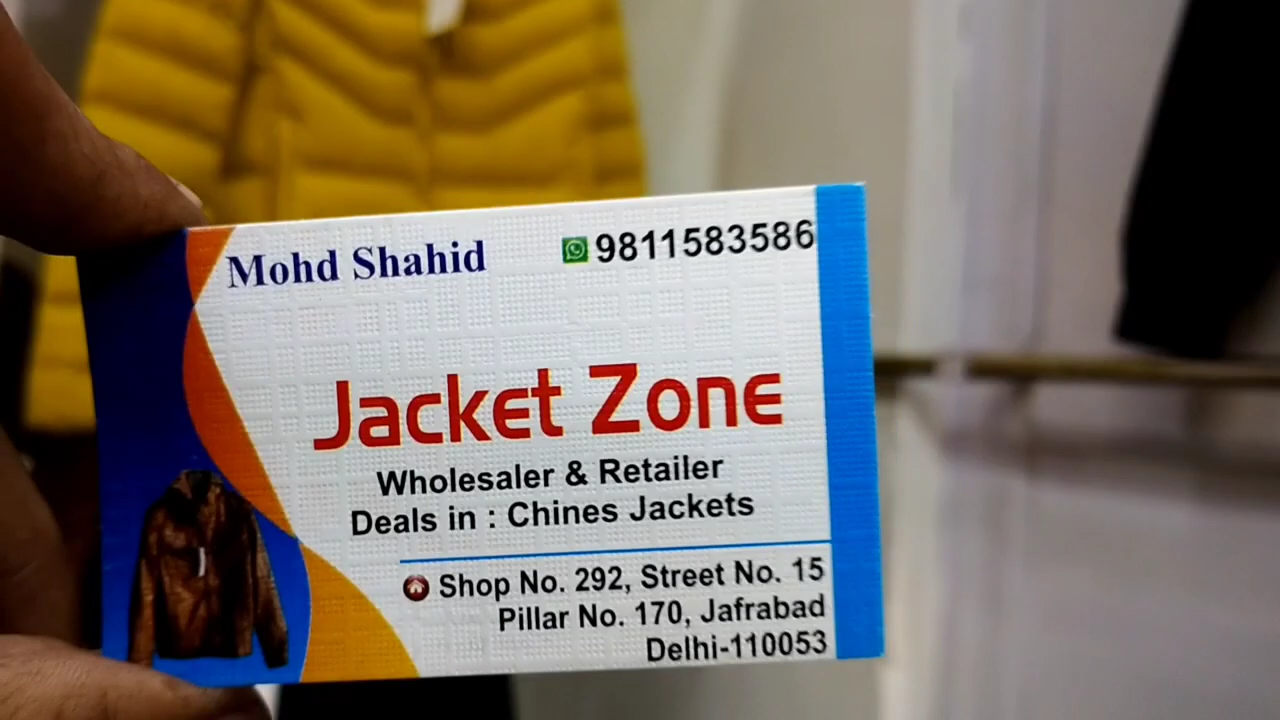 Mohd Shahid
9811583586
Jacket Zone
Wholesaler & Retailer
Deals in : Chines Jackets
Shop No. 292, Street No. 15
Pillar No. 170, Jafrabad
Delhi-110053